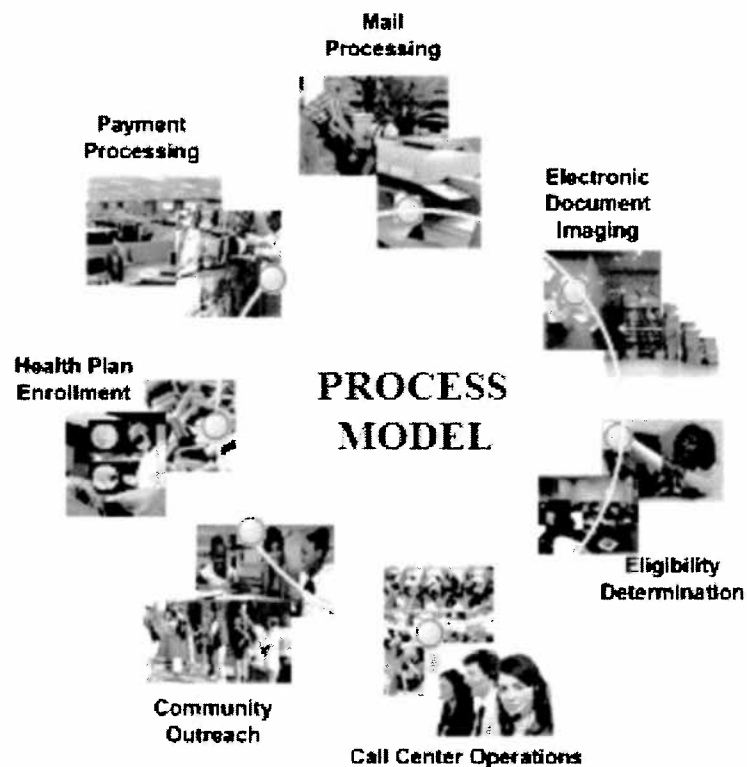 Mail
Processing
Payment
Processing
Electronic
Document
Imaging
Health Plan
Enrollment
PROCESS
MODEL
Eligibility
Determination
Community
Outreach
Call Center Operations